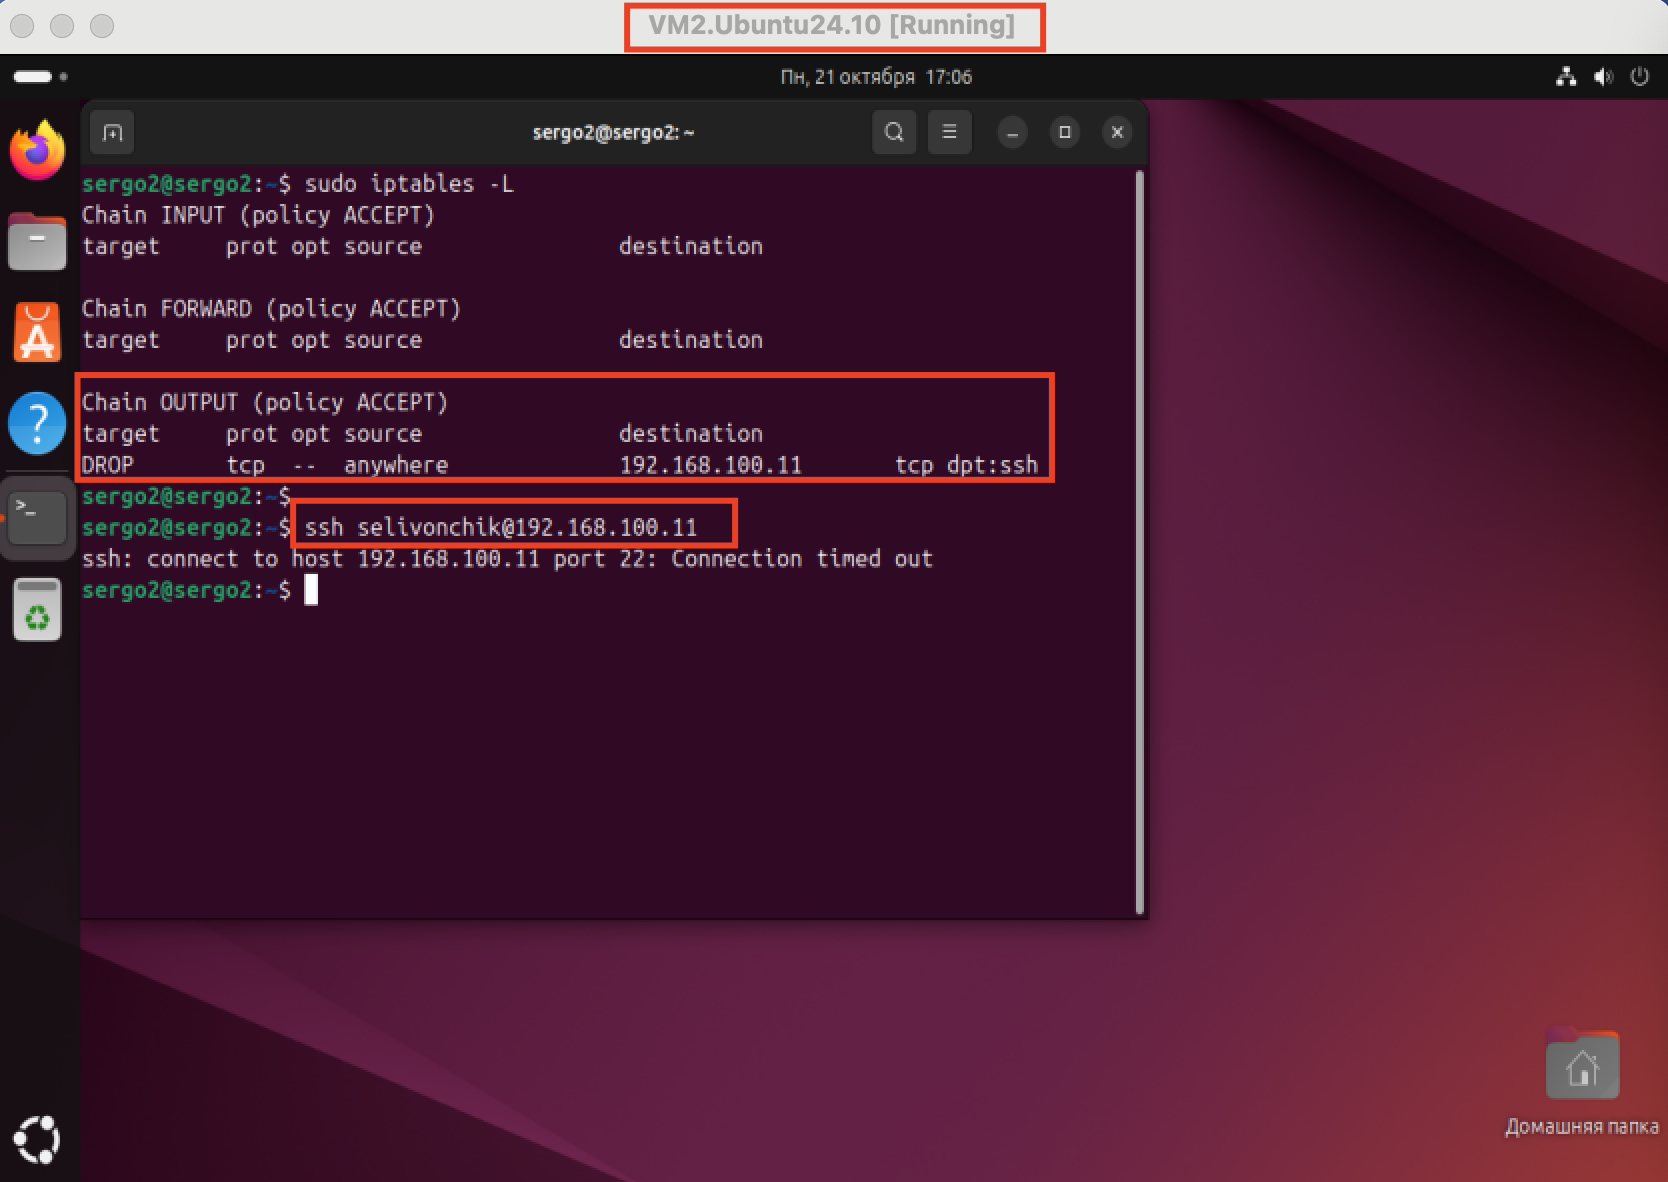 VM2.Ubuntu24.10 [Running]
Пн, 21 октября 17:06
sergo2@sergo2: ~
sergo2@sergo2:~$ sudo iptables -L
Chain INPUT (policy ACCEPT)
target     prot opt source               destination
Chain FORWARD (policy ACCEPT)
target     prot opt source               destination
Chain OUTPUT (policy ACCEPT)
target     prot opt source               destination
DROP       tcp  --  anywhere             192.168.100.11       tcp dpt:ssh
sergo2@sergo2:~$
sergo2@sergo2:~$ ssh selivonchik@192.168.100.11
ssh: connect to host 192.168.100.11 port 22: Connection timed out
sergo2@sergo2:~$
Домашняя папка